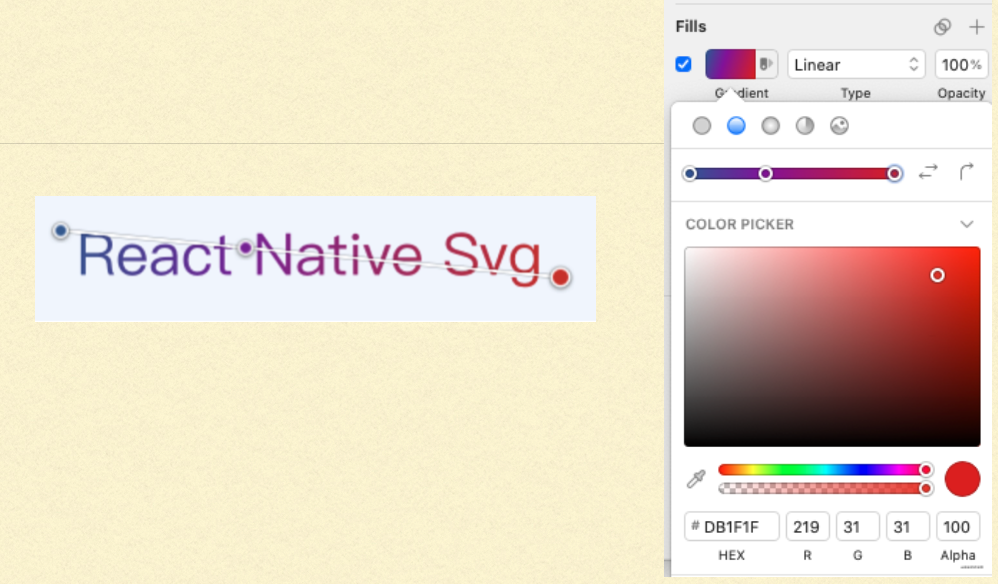 Fills
Linear
100%
Gradient
Type
Opacity
COLOR PICKER
React Native Svg
# DB1F1F
219
31
31
100
HEX
R
G
B
Alpha